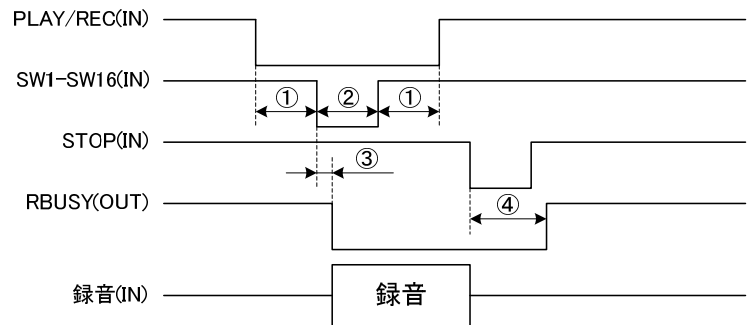 PLAY/REC(IN)
SW1-SW16(IN)
① ② ①
STOP(IN)
③
RBUSY(OUT)
④
録音(IN)
録音